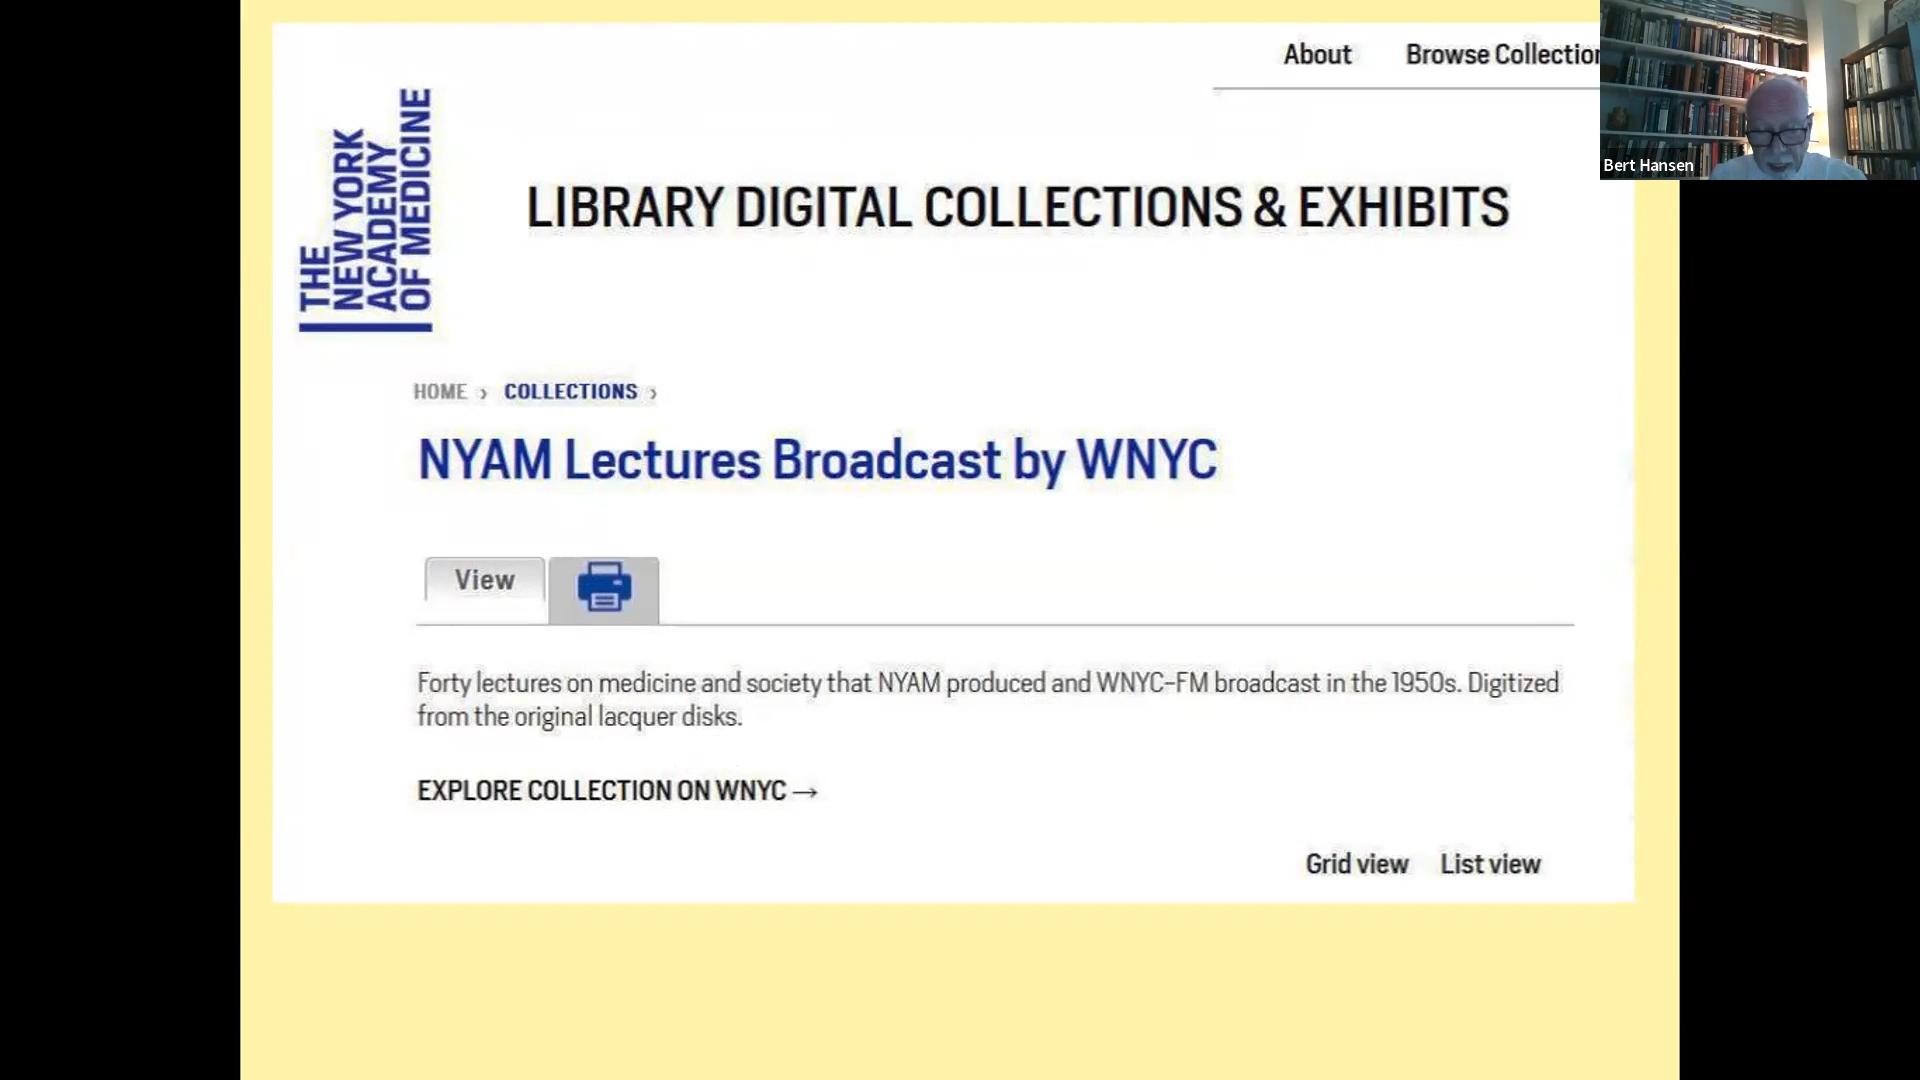 About Browse Collection
THE
NEW YORK
ACADEMY
OF MEDICINE
LIBRARY DIGITAL COLLECTIONS & EXHIBITS
Bert Hansen
HOME › COLLECTIONS ›
NYAM Lectures Broadcast by WNYC
View
Forty lectures on medicine and society that NYAM produced and WNYC-FM broadcast in the 1950s. Digitized
from the original lacquer disks.
EXPLORE COLLECTION ON WNYC →
Grid view List view